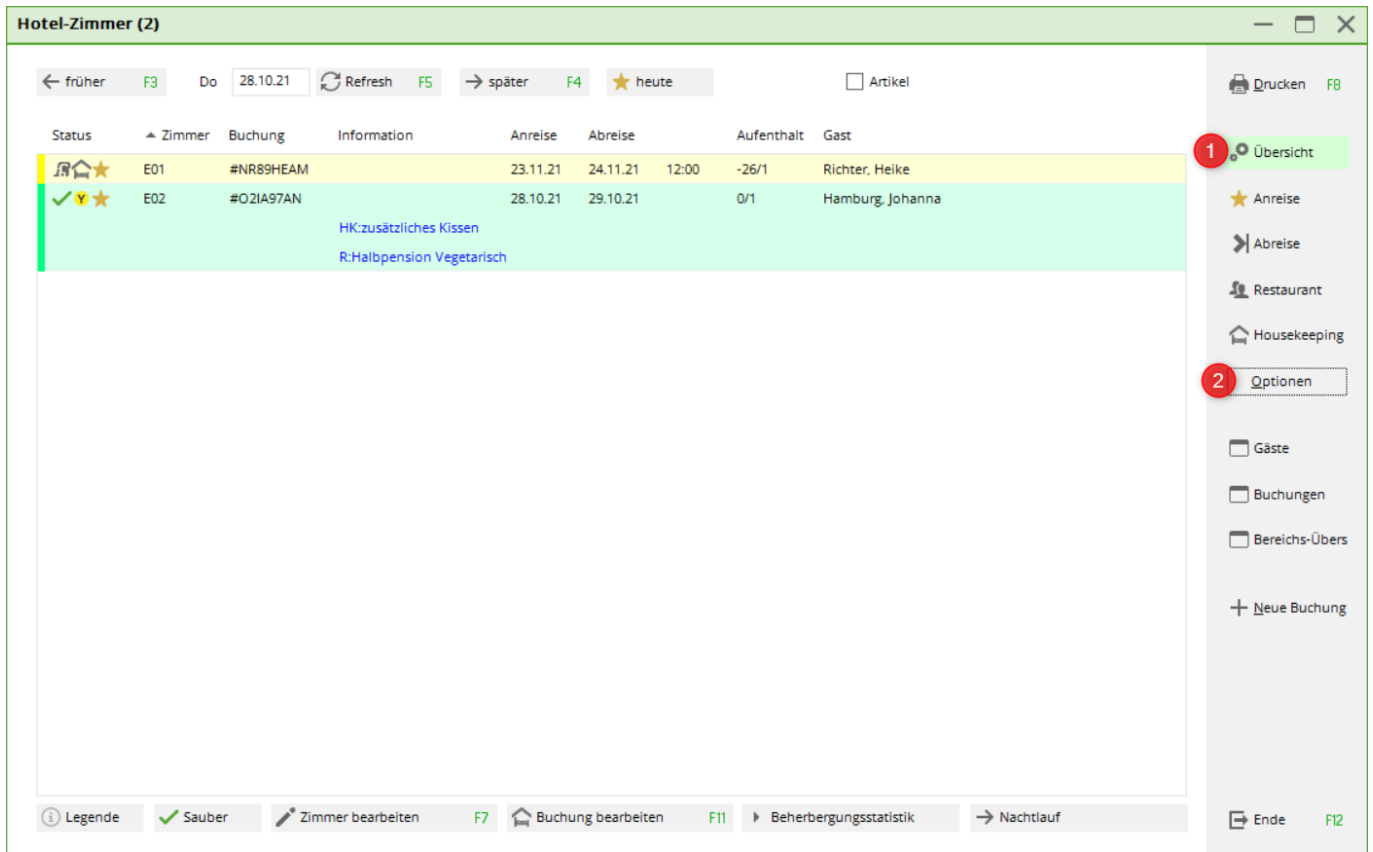 Hotel-Zimmer (2)
früher F3 Do 28.10.21 Refresh F5 später F4 heute Artikel Drucken F8
Status Zimmer Buchung Information Anreise Abreise Aufenthalt Gast
1 Übersicht
E01 #NR89HEAM 23.11.21 24.11.21 12:00 -26/1 Richter, Heike
Y E02 #O2IA97AN 28.10.21 29.10.21 0/1 Hamburg, Johanna
HK:zusätzliches Kissen
R:Halbpension Vegetarisch
Anreise
Abreise
Restaurant
Housekeeping
2 Optionen
Gäste
Buchungen
Bereichs-Übers
Neue Buchung
Legende Sauber Zimmer bearbeiten F7 Buchung bearbeiten F11 Beherbergungsstatistik Nachtlauf Ende F12